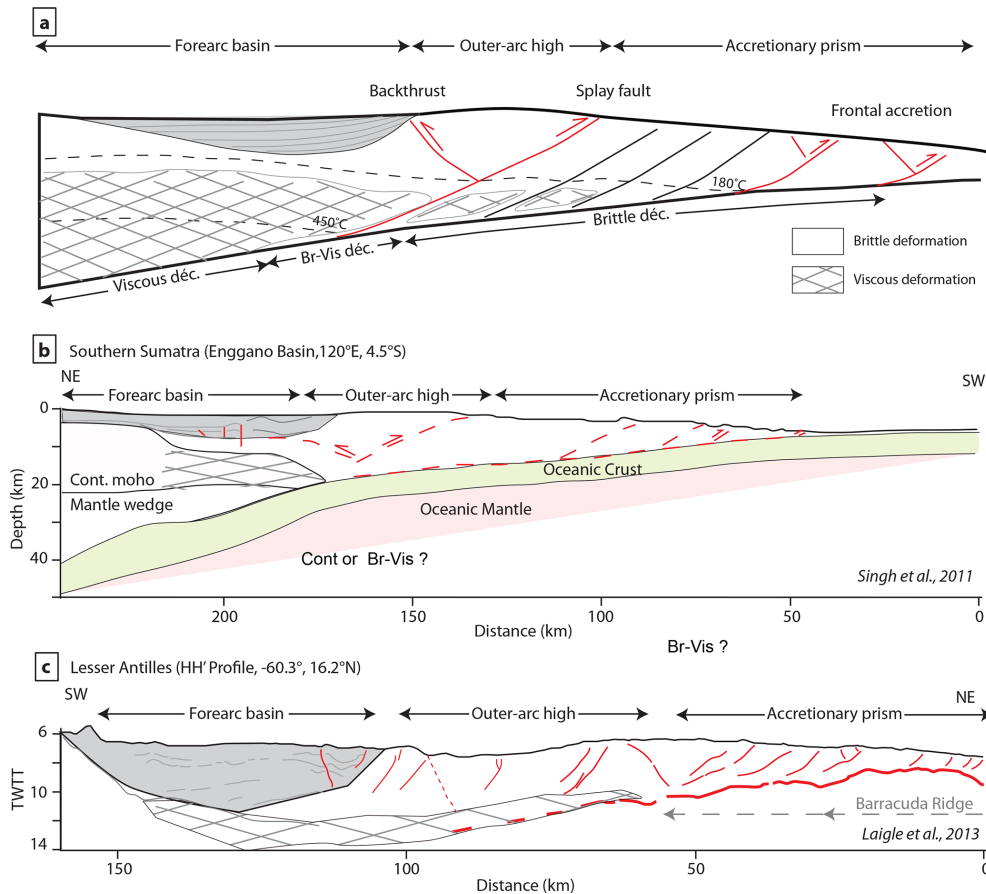 a
Forearc basin
Outer-arc high
Accretionary prism
Backthrust
Splay fault
Frontal accretion
180°C
450°C
Brittle déc.
Br-Vis déc.
Viscous déc.
Brittle deformation
Viscous deformation
b
Southern Sumatra (Enggano Basin,120°E, 4.5°S)
NE
SW
Forearc basin
Outer-arc high
Accretionary prism
0
20
40
Depth (km)
Cont. moho
Mantle wedge
Oceanic Crust
Oceanic Mantle
Cont or Br-Vis ?
Singh et al., 2011
200
150
100
50
0
Distance (km)
Br-Vis ?
c
Lesser Antilles (HH' Profile, -60.3°, 16.2°N)
SW
NE
Forearc basin
Outer-arc high
Accretionary prism
6
10
14
TWTT
Barracuda Ridge
Laigle et al., 2013
150
100
50
0
Distance (km)